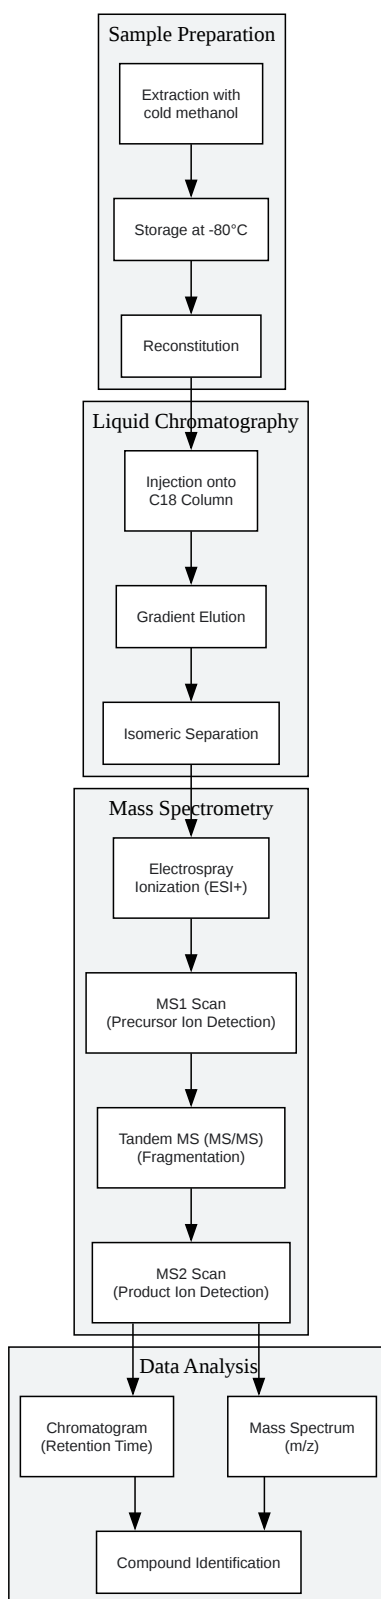 Sample Preparation
Extraction with
cold methanol
Storage at -80°C
Reconstitution
Liquid Chromatography
Injection onto
C18 Column
Gradient Elution
Isomeric Separation
Mass Spectrometry
Electrospray
Ionization (ESI+)
MS1 Scan
(Precursor Ion Detection)
Tandem MS (MS/MS)
(Fragmentation)
MS2 Scan
(Product Ion Detection)
Data Analysis
Chromatogram
(Retention Time)
Mass Spectrum
(m/z)
Compound Identification